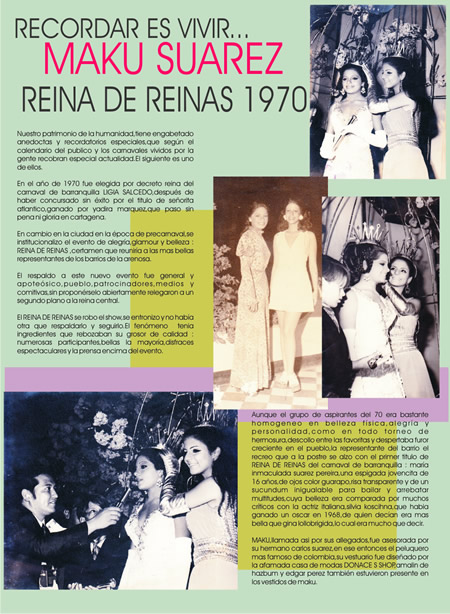 RECORDAR ES VIVIR...
MAKU SUAREZ
REINA DE REINAS 1970
Nuestro patrimonio de la humanidad,tiene engabetado
anedoctas y recordatorios especiales,que según el
calendario del publico y los carnavales vividos por la
gente recobran especial actualidad.El siguiente es uno
de ellos.
En el año de 1970 fue elegida por decreto reina del
carnaval de barranquilla LIGIA SALCEDO,después de
haber concursado sin éxito por el titulo de señorita
atlantico,ganando por yadira marquez,que paso sin
pena ni gloria en cartagena.
En cambio en la ciudad en la época de precarnaval,se
institucionalizo el evento de alegria,glamour y belleza :
REINA DE REINAS ,certamen que reuniria a las mas bellas
representantes de los barrios de la arenosa.
El respaldo a este nuevo evento fue general y
apoteósico,pueblo,patrocinadores,medios y
comitivas,sin proponérselo abiertamente relegaron a un
segundo plano a la reina central.
El REINA DE REINAS se robo el show,se entronizo y no había
otra que respaldarlo y seguirlo.El fenómeno tenia
ingredientes que rebozaban su grosor de calidad :
numerosas participantes,bellas la mayoría,disfraces
espectaculares y la prensa encima del evento.
Aunque el grupo de aspirantes del 70 era bastante
homogeneo en belleza física,alegria y
personalidad,como en todo torneo de
hermosura,descollo entre las favoritas y despertaba furor
creciente en el pueblo,la representante del barrio el
recreo que a la postre se alzo con el primer titulo de
REINA DE REINAS del carnaval de barranquilla : maria
inmaculada suarez pereira,una espigada jovencita de
16 años,de ojos color guarapo,risa transparente y de un
sucundum inigualable para bailar y arrebatar
multitudes,cuya belleza era comparada por muchos
críticos con la actriz italiana,silvia koscihna,que había
ganado un oscar en 1968,de quien decian era mas
bella que gina lollobrigida,lo cual era mucho que decir.
MAKU,llamada asi por sus allegados,fue asesorada por
su hermano carlos suarez,en ese entonces el peluquero
mas famoso de colombia,su vestuario fue diseñado por
la afamada casa de modas DONACE S SHOP,amalin de
hazbum y edgar perez también estuvieron presente en
los vestidos de maku.